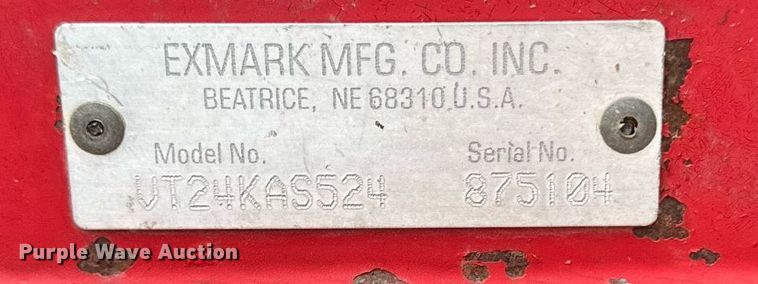 EXMARK MFG. CO. INC.
BEATRICE, NE 68310 U.S.A.
Model No. Serial No.
VT24KAS524 875104
Purple Wave Auction